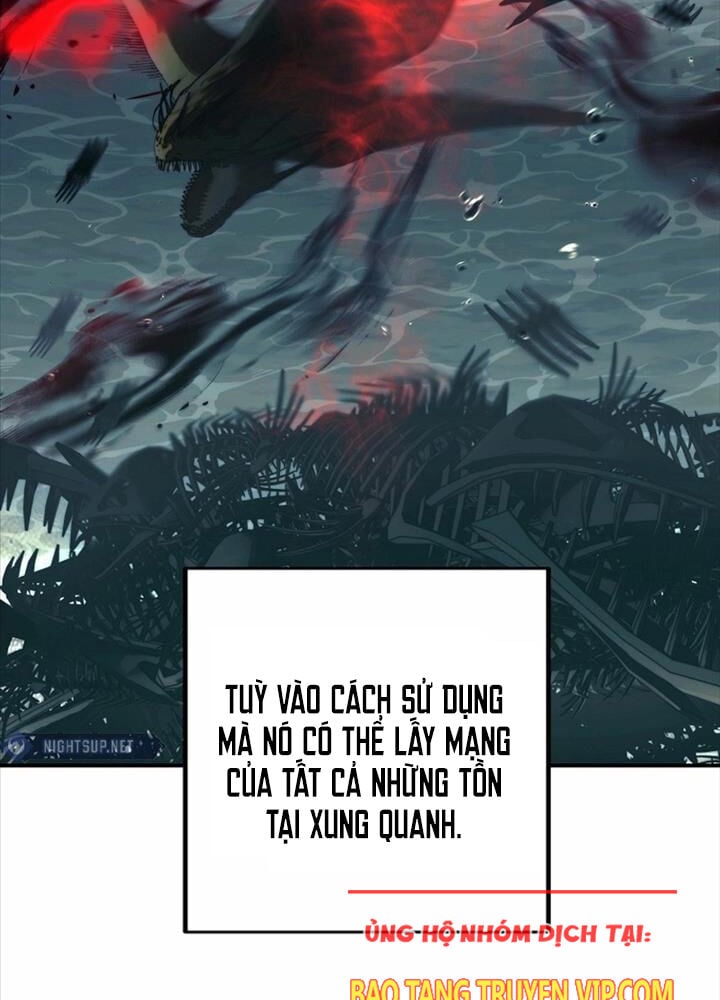 NIGHTSUP.NET
TUỲ VÀO CÁCH SỬ DỤNG
MÀ NÓ CÓ THỂ LẤY MẠNG
CỦA TẤT CẢ NHỮNG TỒN
TẠI XUNG QUANH.
ỦNG HỘ NHÓM DỊCH TẠI:
BAO TANG TRUYEN VIP.COM